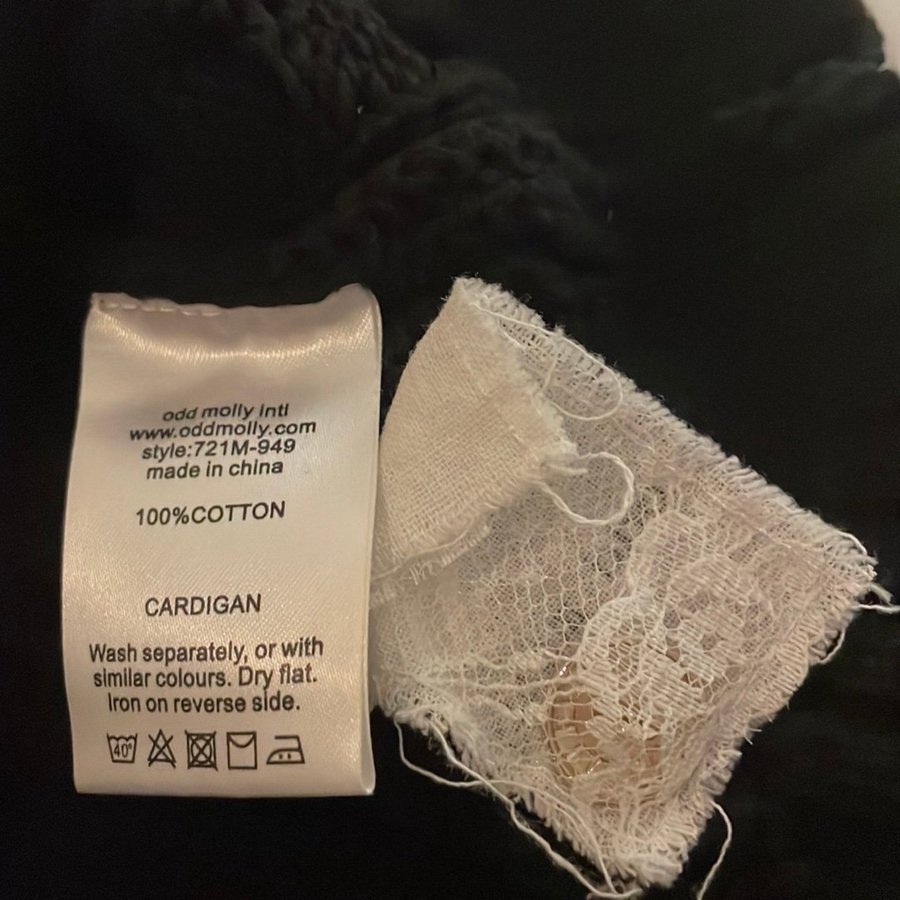 odd molly intl
www.oddmolly.com
style:721M-949
made in china
100%COTTON
CARDIGAN
Wash separately, or with
similar colours. Dry flat.
Iron on reverse side.
40°